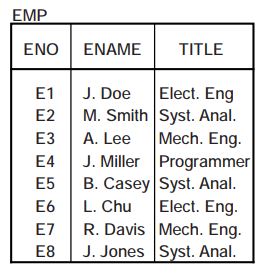 EMP
ENO ENAME TITLE
E1 J. Doe Elect. Eng
E2 M. Smith Syst. Anal.
E3 A. Lee Mech. Eng.
E4 J. Miller Programmer
E5 B. Casey Syst. Anal.
E6 L. Chu Elect. Eng.
E7 R. Davis Mech. Eng.
E8 J. Jones Syst. Anal.